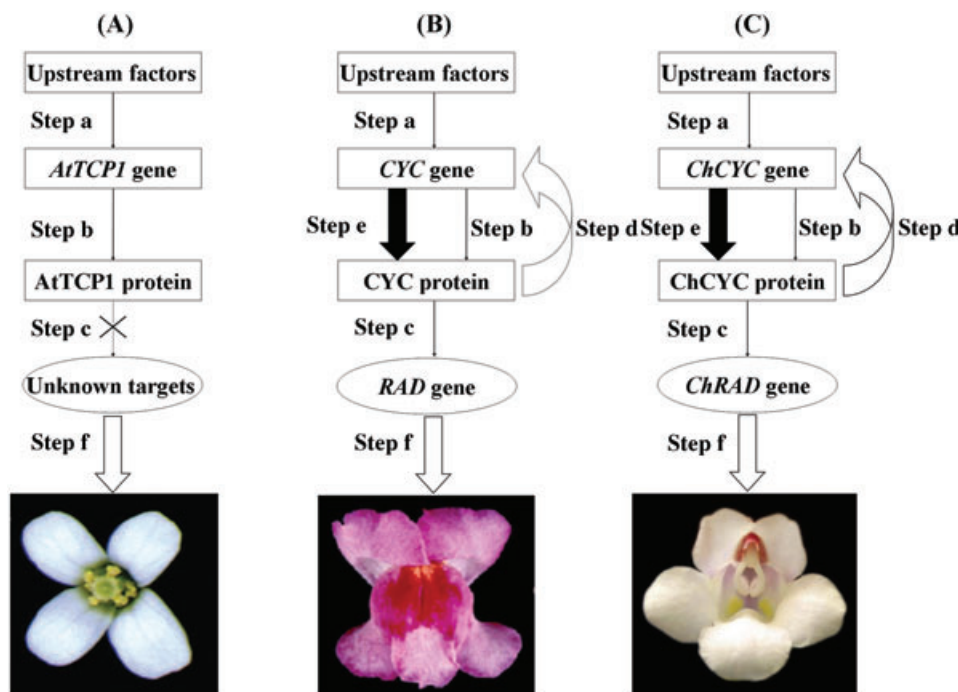 (A)
Upstream factors
Step a
AtTCP1 gene
Step b
AtTCP1 protein
Step c
Unknown targets
Step f
(B)
Upstream factors
Step a
CYC gene
Step e
Step b
Step d
CYC protein
Step c
RAD gene
Step f
(C)
Upstream factors
Step a
ChCYC gene
Step e
Step b
Step d
ChCYC protein
Step c
ChRAD gene
Step f